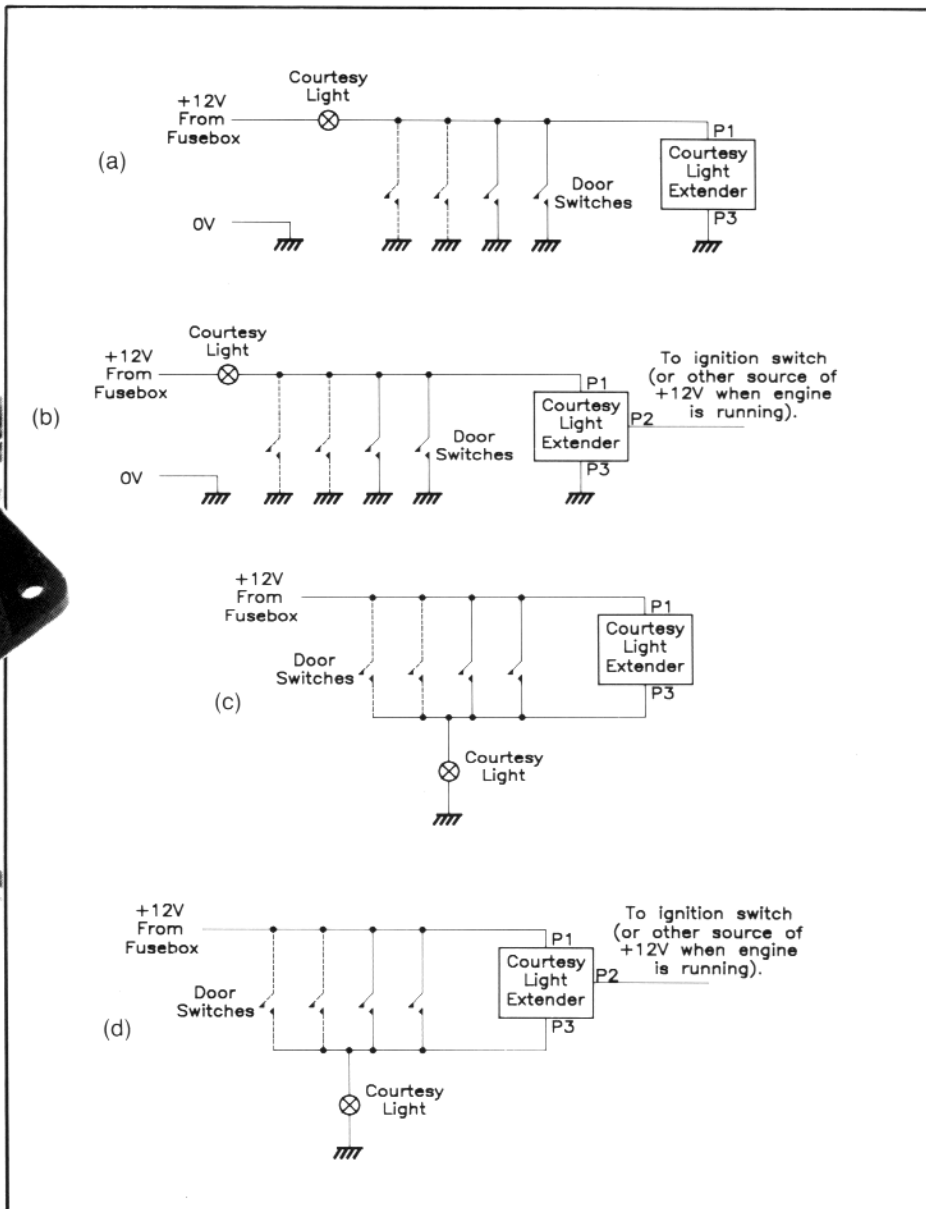 Courtesy
Light
+12V
From
Fusebox
(a)
P1
Courtesy
Light
Extender
Door
Switches
P3
0V
Courtesy
Light
+12V
From
Fusebox
To ignition switch
(or other source of
+12V when engine
is running).
(b)
P1
Courtesy
Light
Extender
P2
Door
Switches
P3
0V
+12V
From
Fusebox
P1
Courtesy
Light
Extender
Door
Switches
P3
(c)
Courtesy
Light
+12V
From
Fusebox
To ignition switch
(or other source of
+12V when engine
is running).
P1
Courtesy
Light
Extender
P2
Door
Switches
P3
(d)
Courtesy
Light